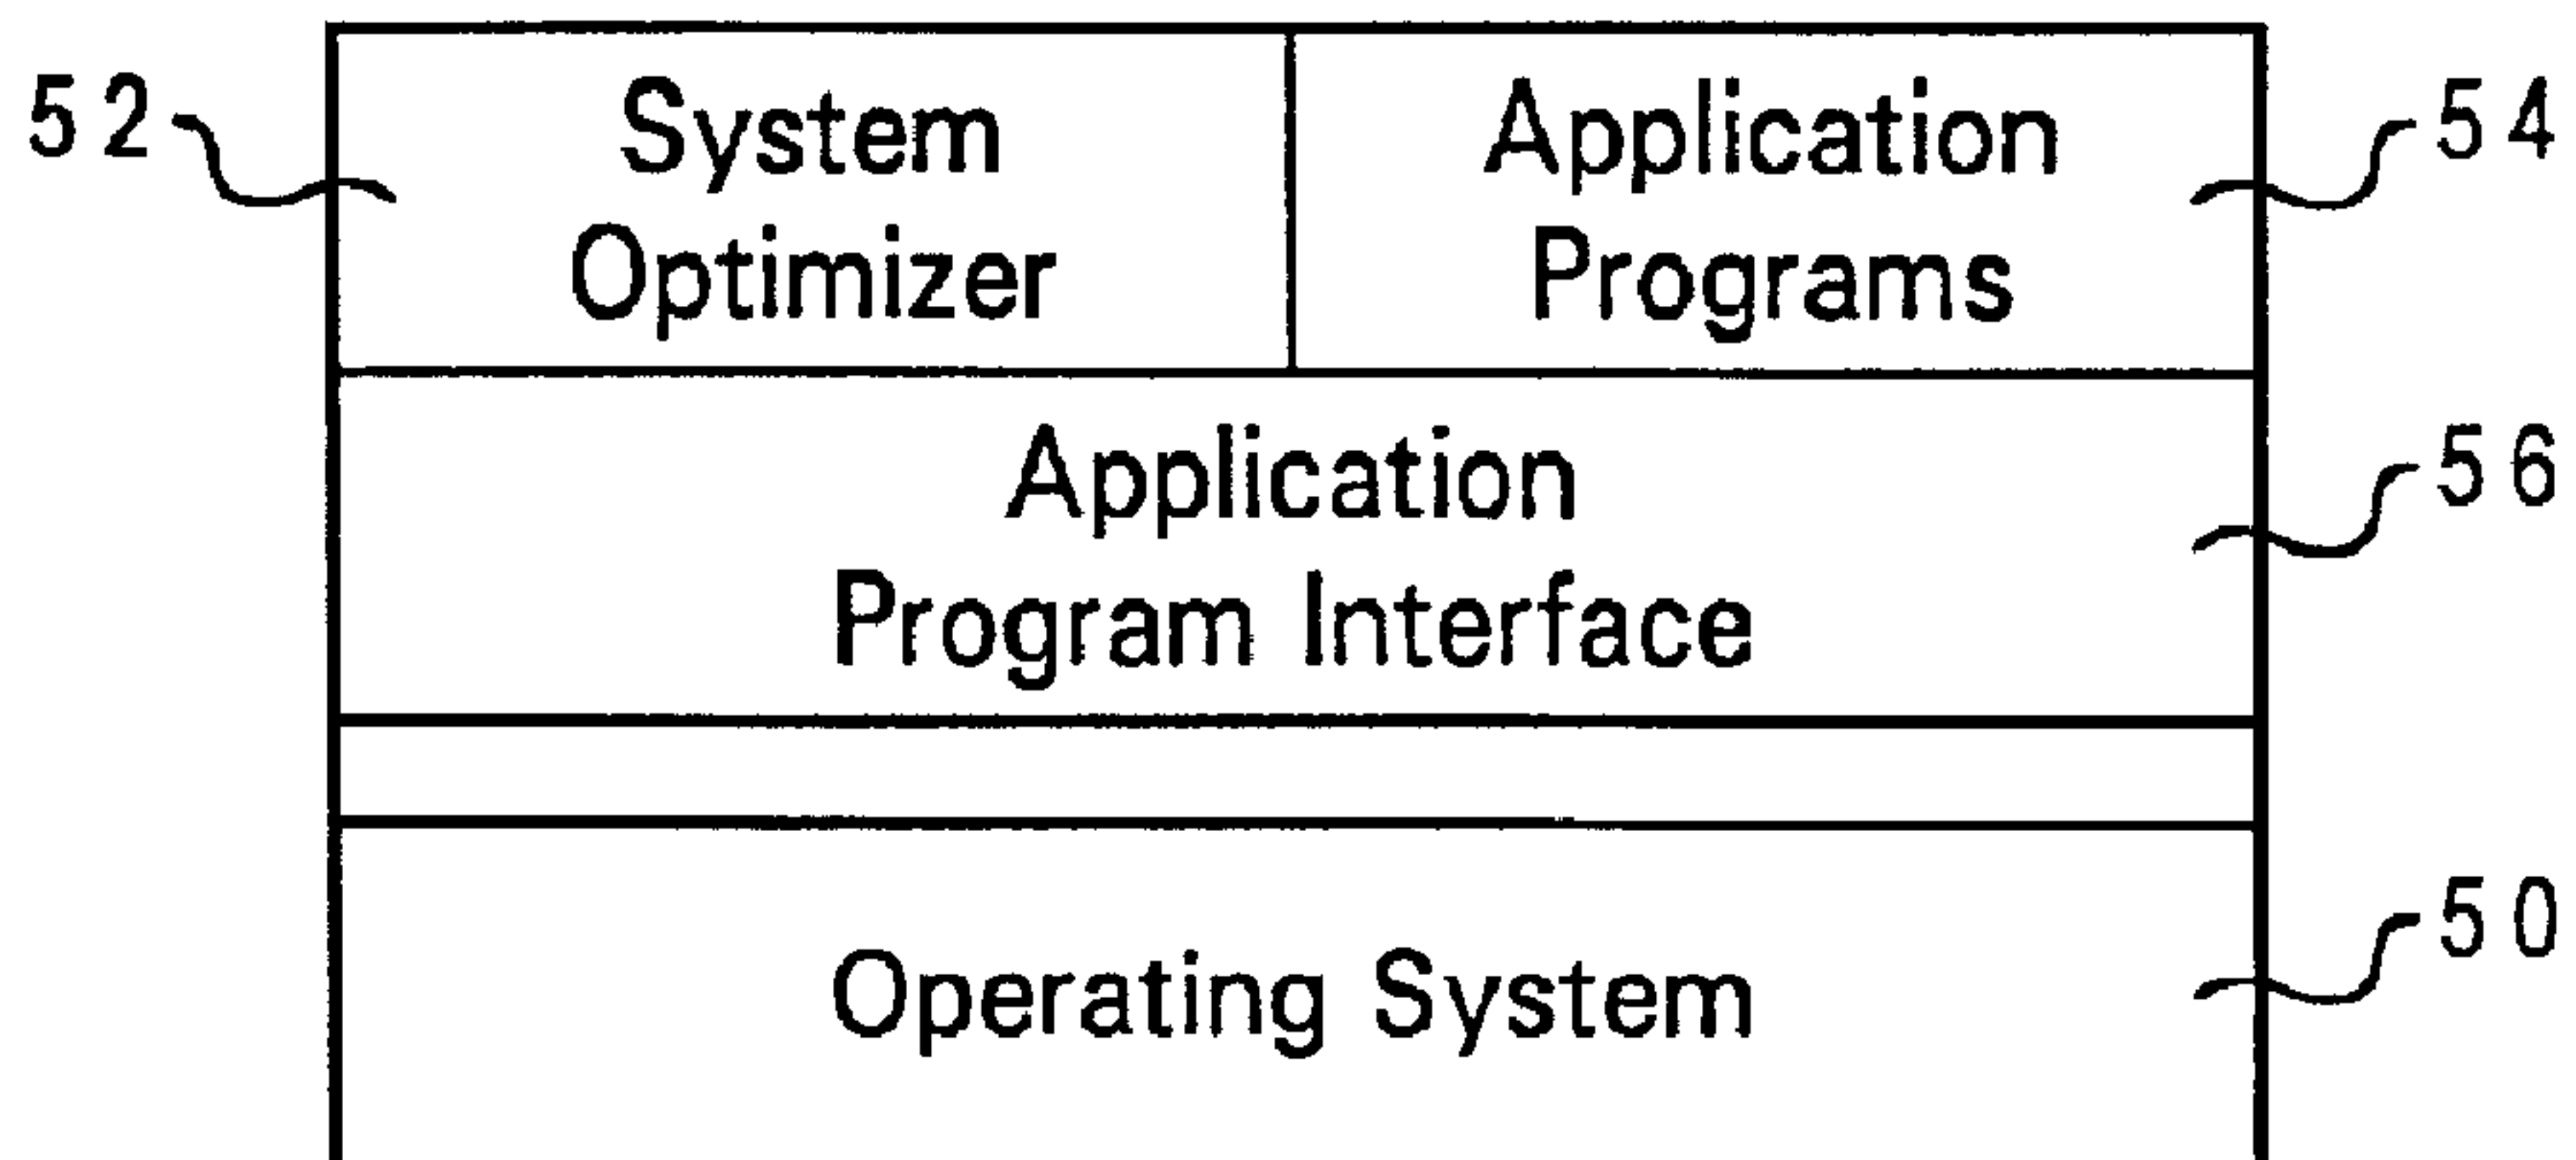 52
System
Optimizer
Application
Programs
54
Application
Program Interface
56
Operating System
50